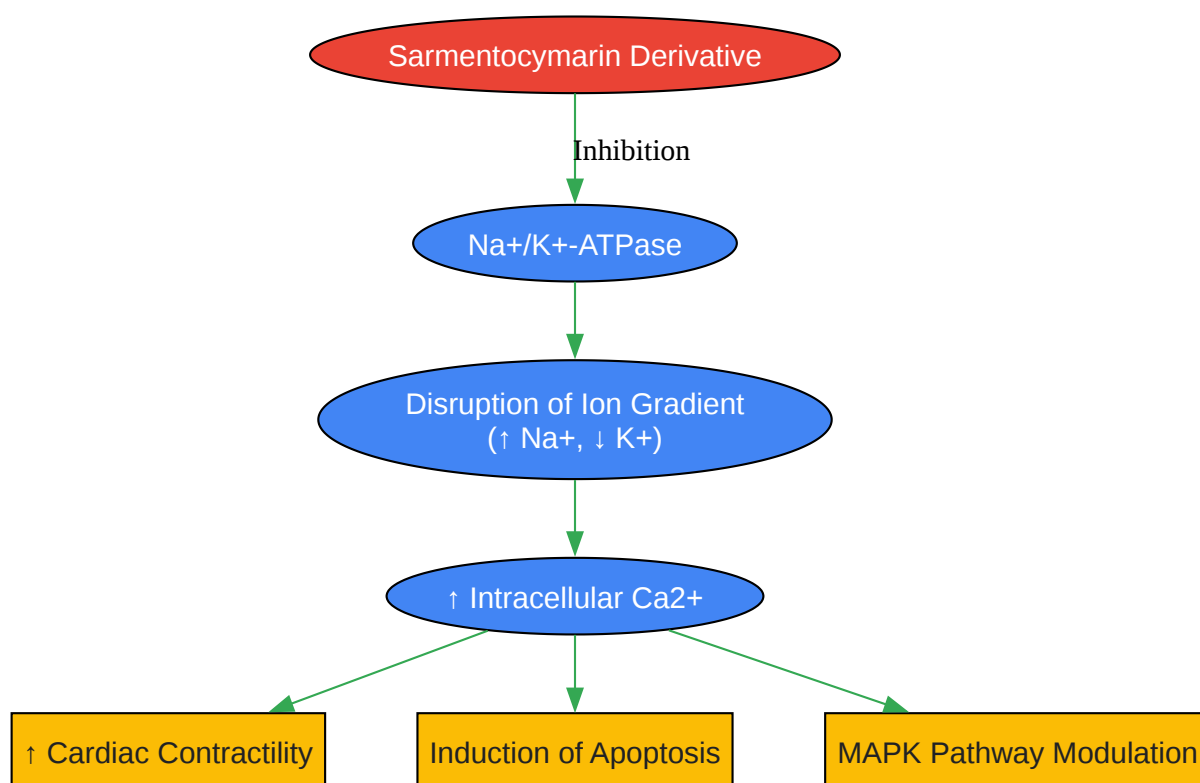 Sarmentocymarin Derivative
Inhibition
Na+/K+-ATPase
Disruption of Ion Gradient
(↑ Na+, ↓ K+)
↑ Intracellular Ca2+
↑ Cardiac Contractility
Induction of Apoptosis
MAPK Pathway Modulation